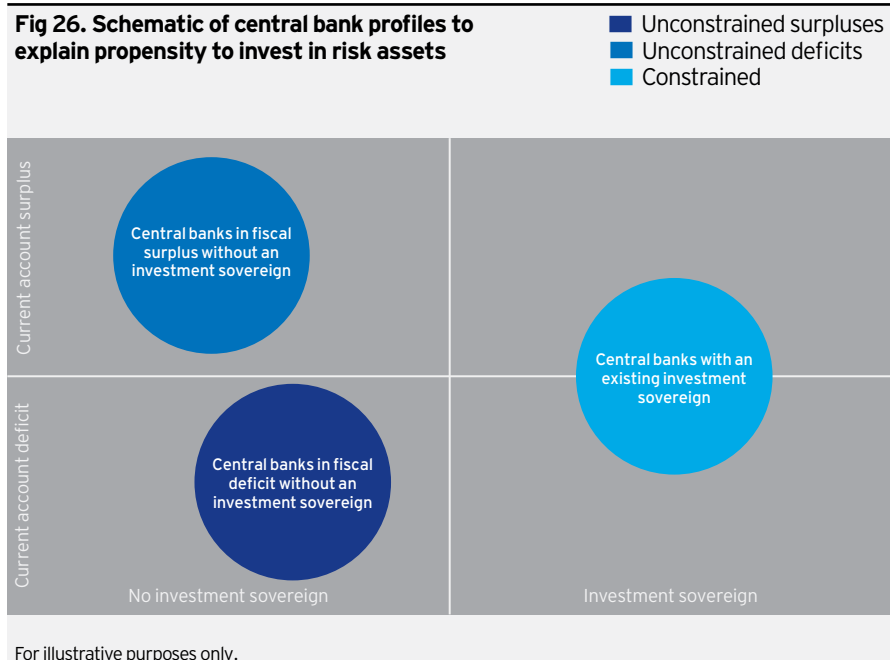 Fig 26. Schematic of central bank profiles to
explain propensity to invest in risk assets
Unconstrained surpluses
Unconstrained deficits
Constrained
Current account surplus
Central banks in fiscal
surplus without an
investment sovereign
Central banks with an
existing investment
sovereign
Current account deficit
Central banks in fiscal
deficit without an
investment sovereign
No investment sovereign
Investment sovereign
For illustrative purposes only.